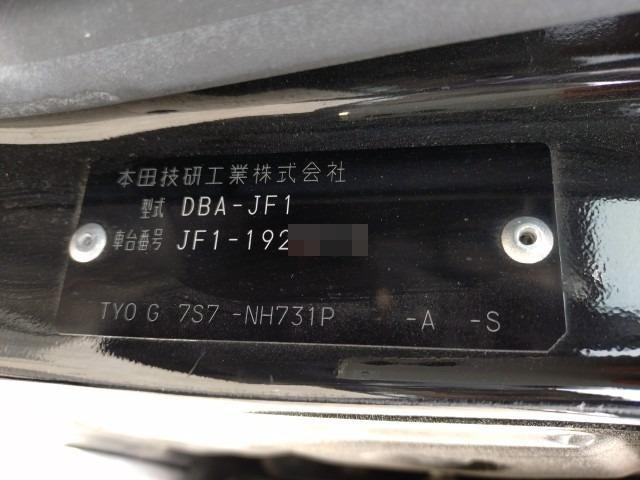 本田技研工業株式会社
型式 DBA-JF1
車台番号 JF1-192
TYO G 7S7 -NH731P -A -S